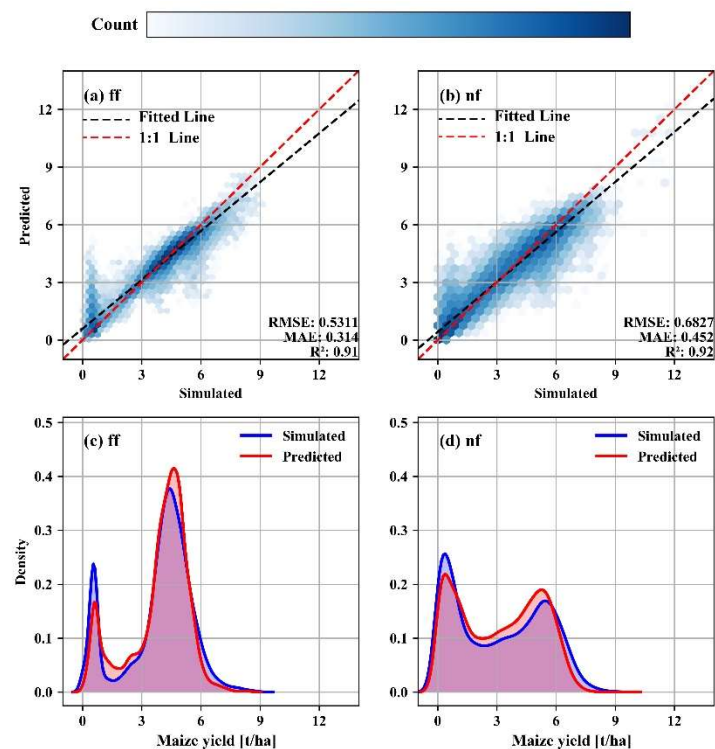 Count
(a) ff
Fitted Line
1:1 Line
12
9
6
3
0
Predicted
RMSE: 0.5311
MAE: 0.314
R²: 0.91
0 3 6 9 12
Simulated
(b) nf
Fitted Line
1:1 Line
12
9
6
3
0
RMSE: 0.6827
MAE: 0.452
R²: 0.92
0 3 6 9 12
Simulated
(c) ff
Simulated
Predicted
0.5
0.4
0.3
0.2
0.1
0.0
Density
0 3 6 9 12
Maize yield [t/ha]
(d) nf
Simulated
Predicted
0.5
0.4
0.3
0.2
0.1
0.0
0 3 6 9 12
Maize yield [t/ha]